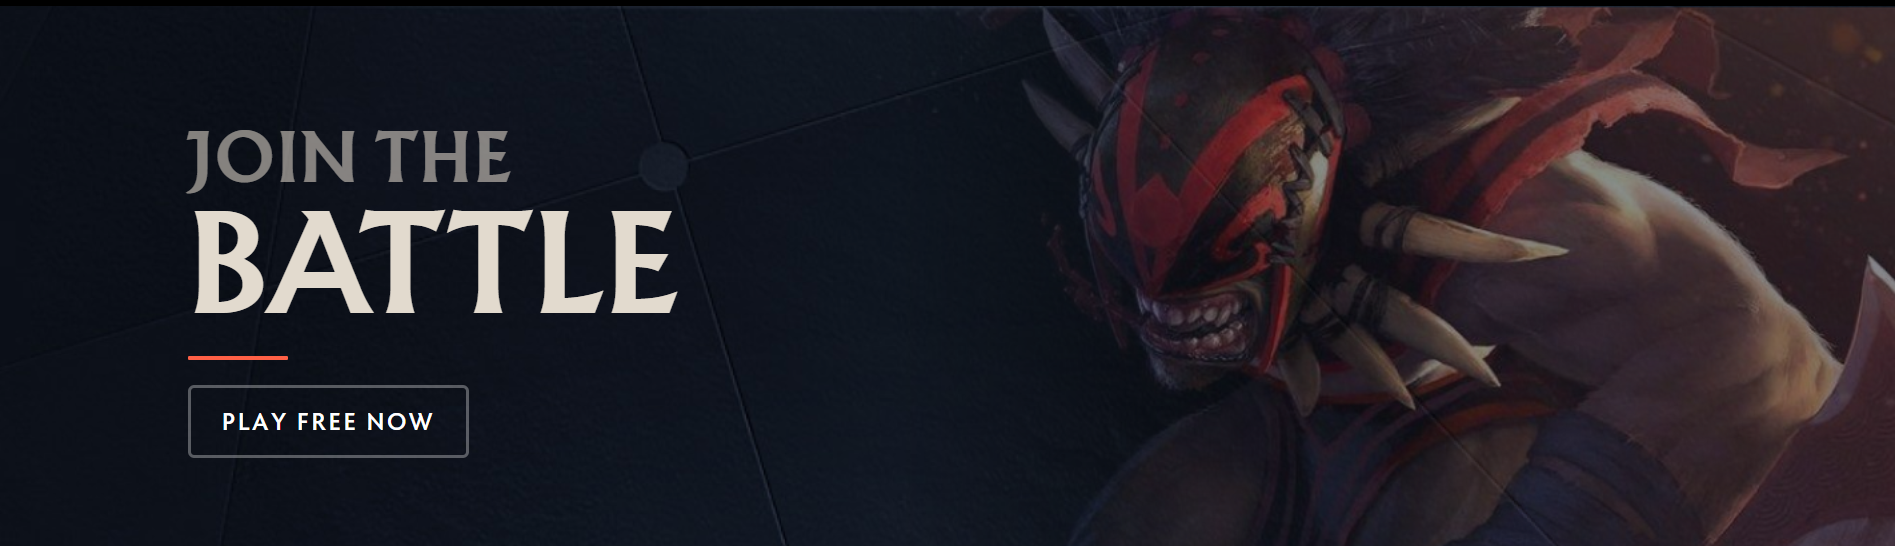 JOIN THE
BATTLE
PLAY FREE NOW